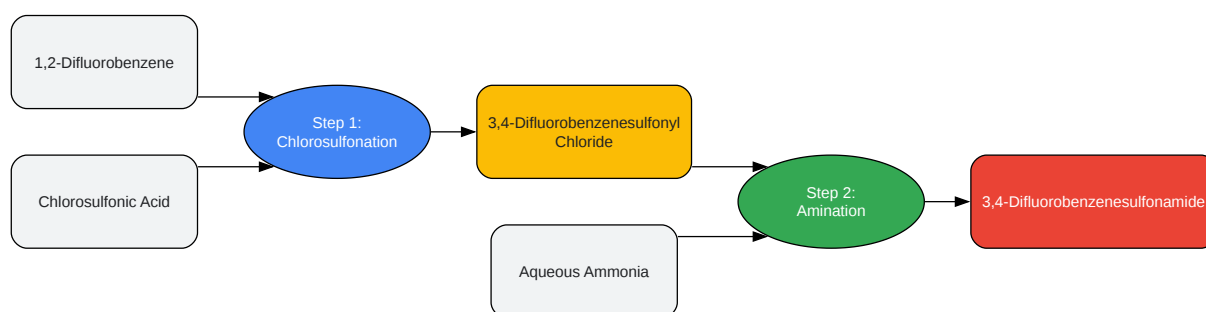 1,2-Difluorobenzene
Chlorosulfonic Acid
Step 1:
Chlorosulfonation
3,4-Difluorobenzenesulfonyl
Chloride
Aqueous Ammonia
Step 2:
Amination
3,4-Difluorobenzenesulfonamide